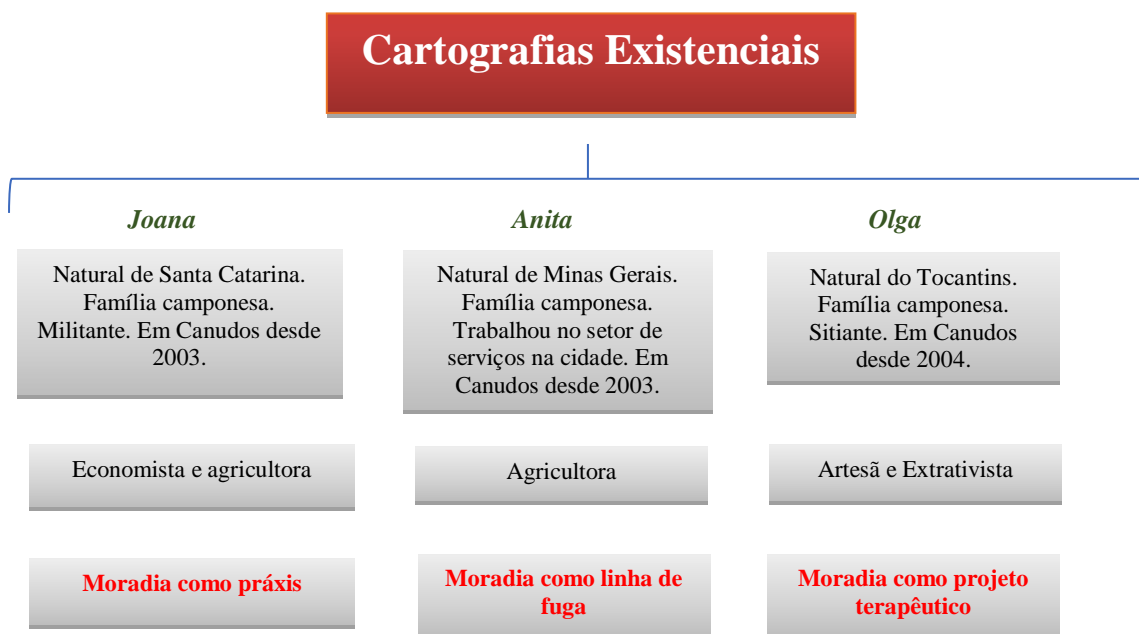 Cartografias Existenciais
Joana
Natural de Santa Catarina.
Família camponesa.
Militante. Em Canudos desde
2003.
Economista e agricultora
Moradia como práxis
Anita
Natural de Minas Gerais.
Família camponesa.
Trabalhou no setor de
serviços na cidade. Em
Canudos desde 2003.
Agricultora
Moradia como linha de
fuga
Olga
Natural do Tocantins.
Família camponesa.
Sitiante. Em Canudos
desde 2004.
Artesã e Extrativista
Moradia como projeto
terapêutico